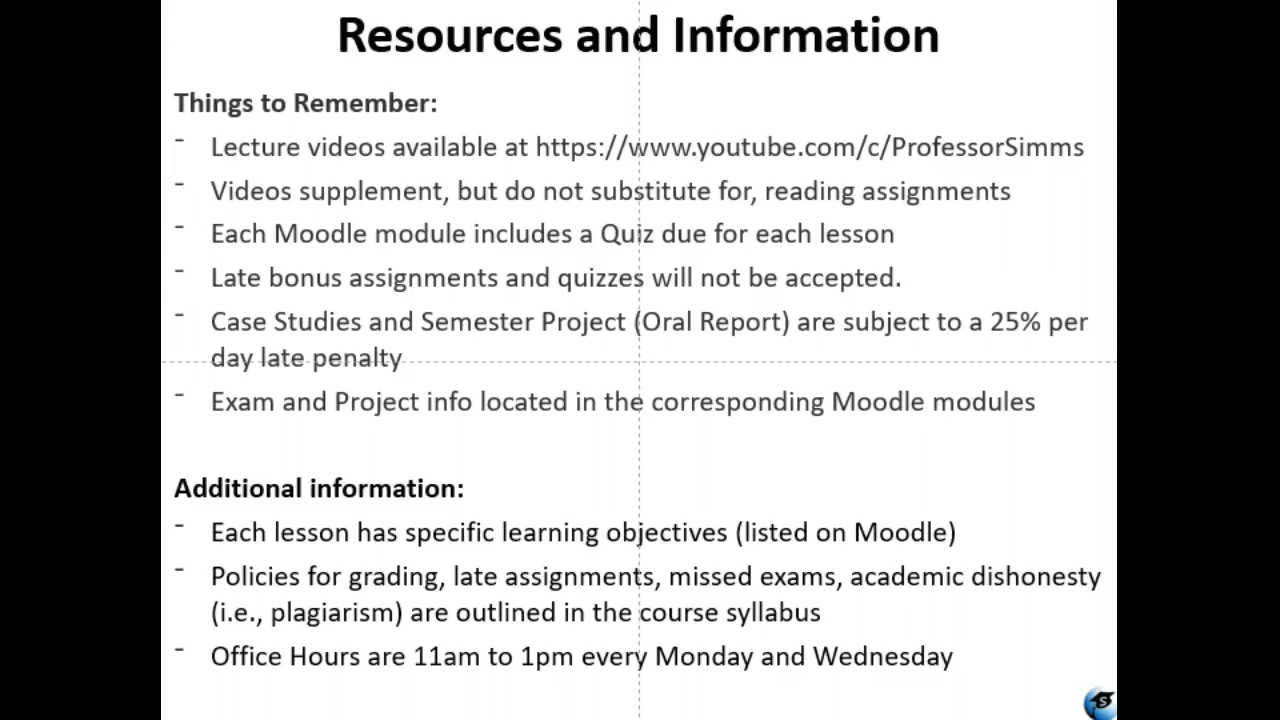 Resources and Information
Things to Remember:
- Lecture videos available at https://www.youtube.com/c/ProfessorSimms
- Videos supplement, but do not substitute for, reading assignments
- Each Moodle module includes a Quiz due for each lesson
- Late bonus assignments and quizzes will not be accepted.
- Case Studies and Semester Project (Oral Report) are subject to a 25% per
day late penalty
- Exam and Project info located in the corresponding Moodle modules
Additional information:
- Each lesson has specific learning objectives (listed on Moodle)
- Policies for grading, late assignments, missed exams, academic dishonesty
(i.e., plagiarism) are outlined in the course syllabus
- Office Hours are 11am to 1pm every Monday and Wednesday
S